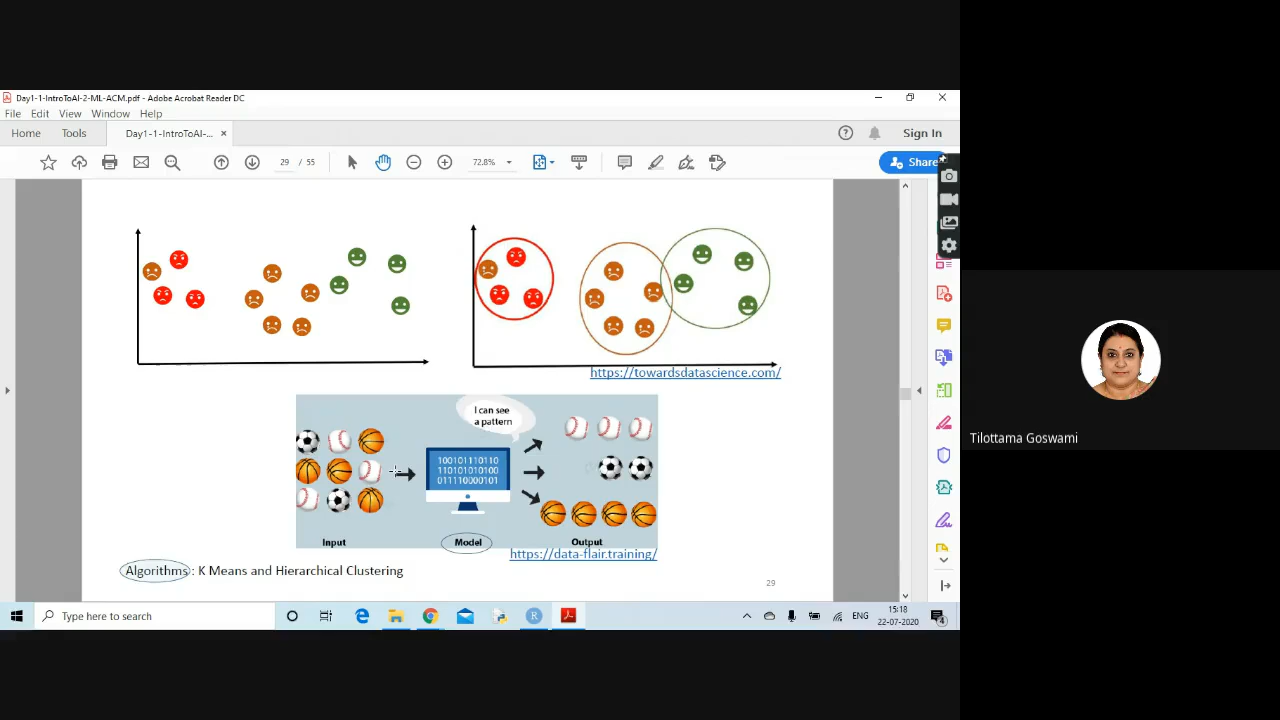 Day1-1-IntroToAI-2-ML-ACM.pdf - Adobe Acrobat Reader DC
File Edit View Window Help
Home Tools Day1-1-IntroToAI-... × Sign In
29 / 55 72.8% Share
https://towardsdatascience.com/
I can see
a pattern
100101110110
110101010100
011110000101
Input Model Output
https://data-flair.training/
Algorithms: K Means and Hierarchical Clustering
29
Type here to search
ENG
15:18
22-07-2020
4
Tilottama Goswami